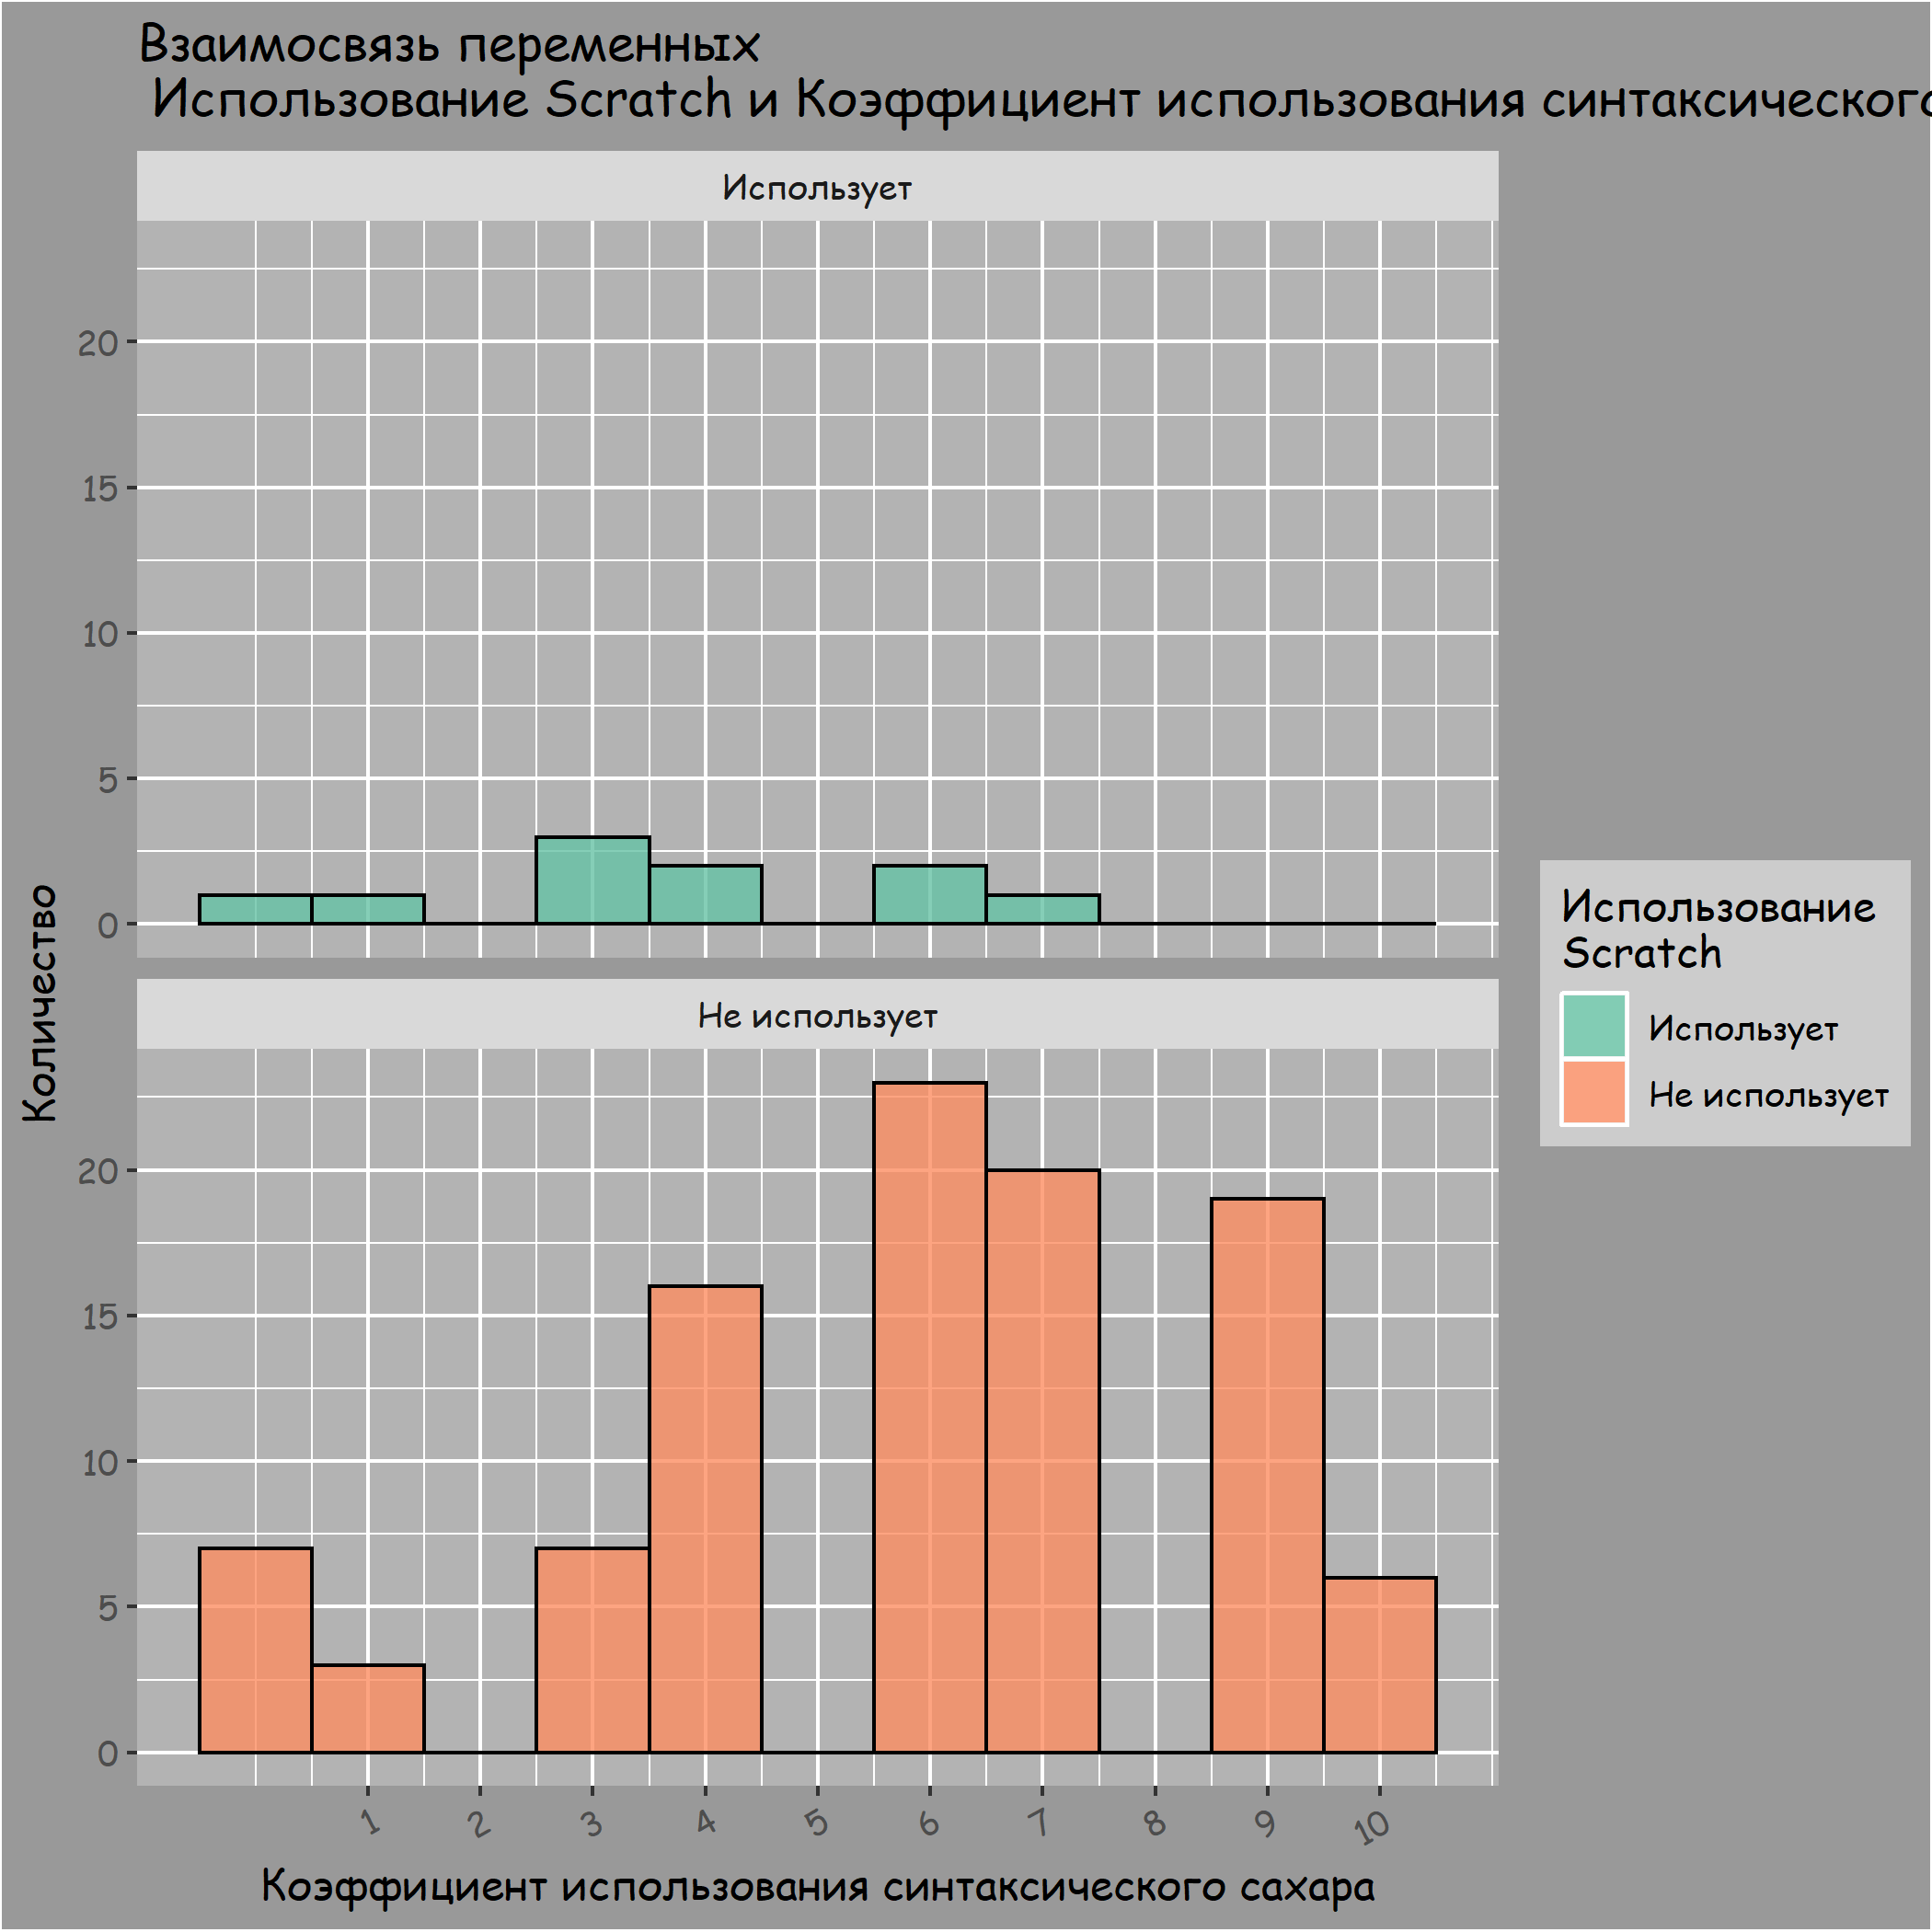 Взаимосвязь переменных
Использование Scratch и Коэффициент использования синтаксического
Использует
20
15
10
5
0
Количество
Не использует
20
15
10
5
0
1 2 3 4 5 6 7 8 9 10
Коэффициент использования синтаксического сахара
Использование
Scratch
Использует
Не использует